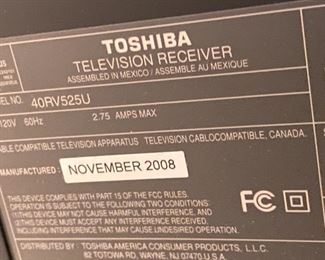 TOSHIBA
TELEVISION RECEIVER
ASSEMBLED IN MEXICO / ASSEMBLÉ AU MEXIQUE
EL NO. 40RV525U
120V 60Hz 2.75 AMPS MAX
ABLE COMPATIBLE TELEVISION APPARATUS TÉLÉVISION CABLOCOMPATIBLE, CANADA.
MANUFACTURED: NOVEMBER 2008
THIS DEVICE COMPLIES WITH PART 15 OF THE FCC RULES.
OPERATION IS SUBJECT TO THE FOLLOWING TWO CONDITIONS:
(1) THIS DEVICE MAY NOT CAUSE HARMFUL INTERFERENCE, AND
(2) THIS DEVICE MUST ACCEPT ANY INTERFERENCE RECEIVED,
INCLUDING INTERFERENCE THAT MAY CAUSE UNDESIRED OPERATION.
FC
DISTRIBUTED BY : TOSHIBA AMERICA CONSUMER PRODUCTS, L.L.C.
82 TOTOWA RD. WAYNE, NJ 07470 U.S.A